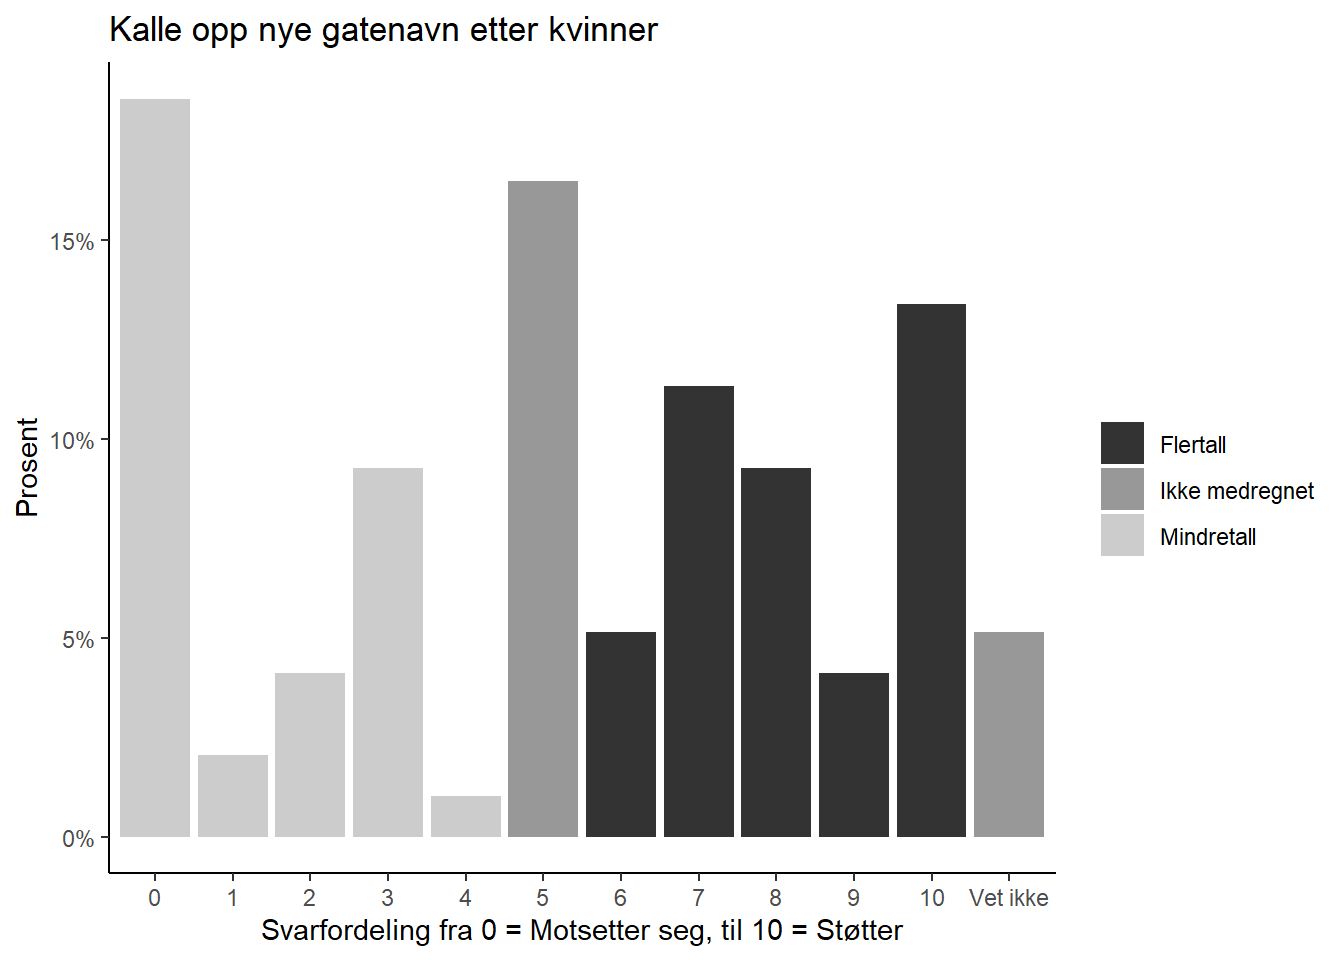 Kalle opp nye gatenavn etter kvinner
Prosent
15%
10%
5%
0%
0 1 2 3 4 5 6 7 8 9 10 Vet ikke
Svarfordeling fra 0 = Motsetter seg, til 10 = Støtter
Flertall
Ikke medregnet
Mindretall